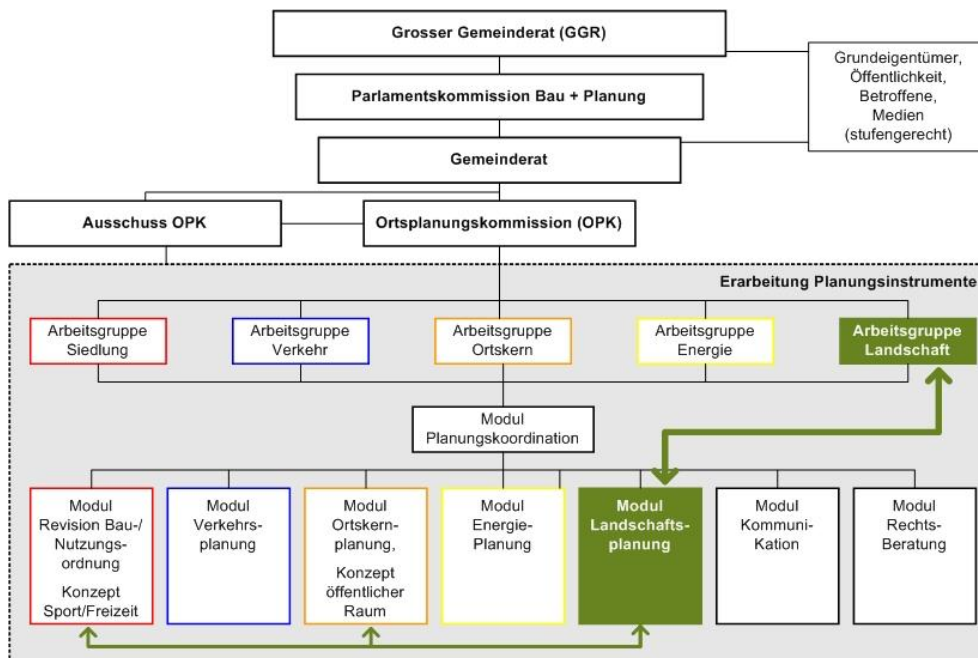 Grosser Gemeinderat (GGR)
Grundeigentümer,
Öffentlichkeit,
Betroffene,
Medien
(stufengerecht)
Parlamentskommission Bau + Planung
Gemeinderat
Ausschuss OPK
Ortsplanungskommission (OPK)
Erarbeitung Planungsinstrumente
Arbeitsgruppe
Siedlung
Arbeitsgruppe
Verkehr
Arbeitsgruppe
Ortskern
Arbeitsgruppe
Energie
Arbeitsgruppe
Landschaft
Modul
Planungskoordination
Modul
Revision Bau-/
Nutzungs-
ordnung
Konzept
Sport/Freizeit
Modul
Verkehrs-
planung
Modul
Ortskern-
planung,
Konzept
öffentlicher
Raum
Modul
Energie-
Planung
Modul
Landschafts-
planung
Modul
Kommuni-
Kation
Modul
Rechts-
Beratung